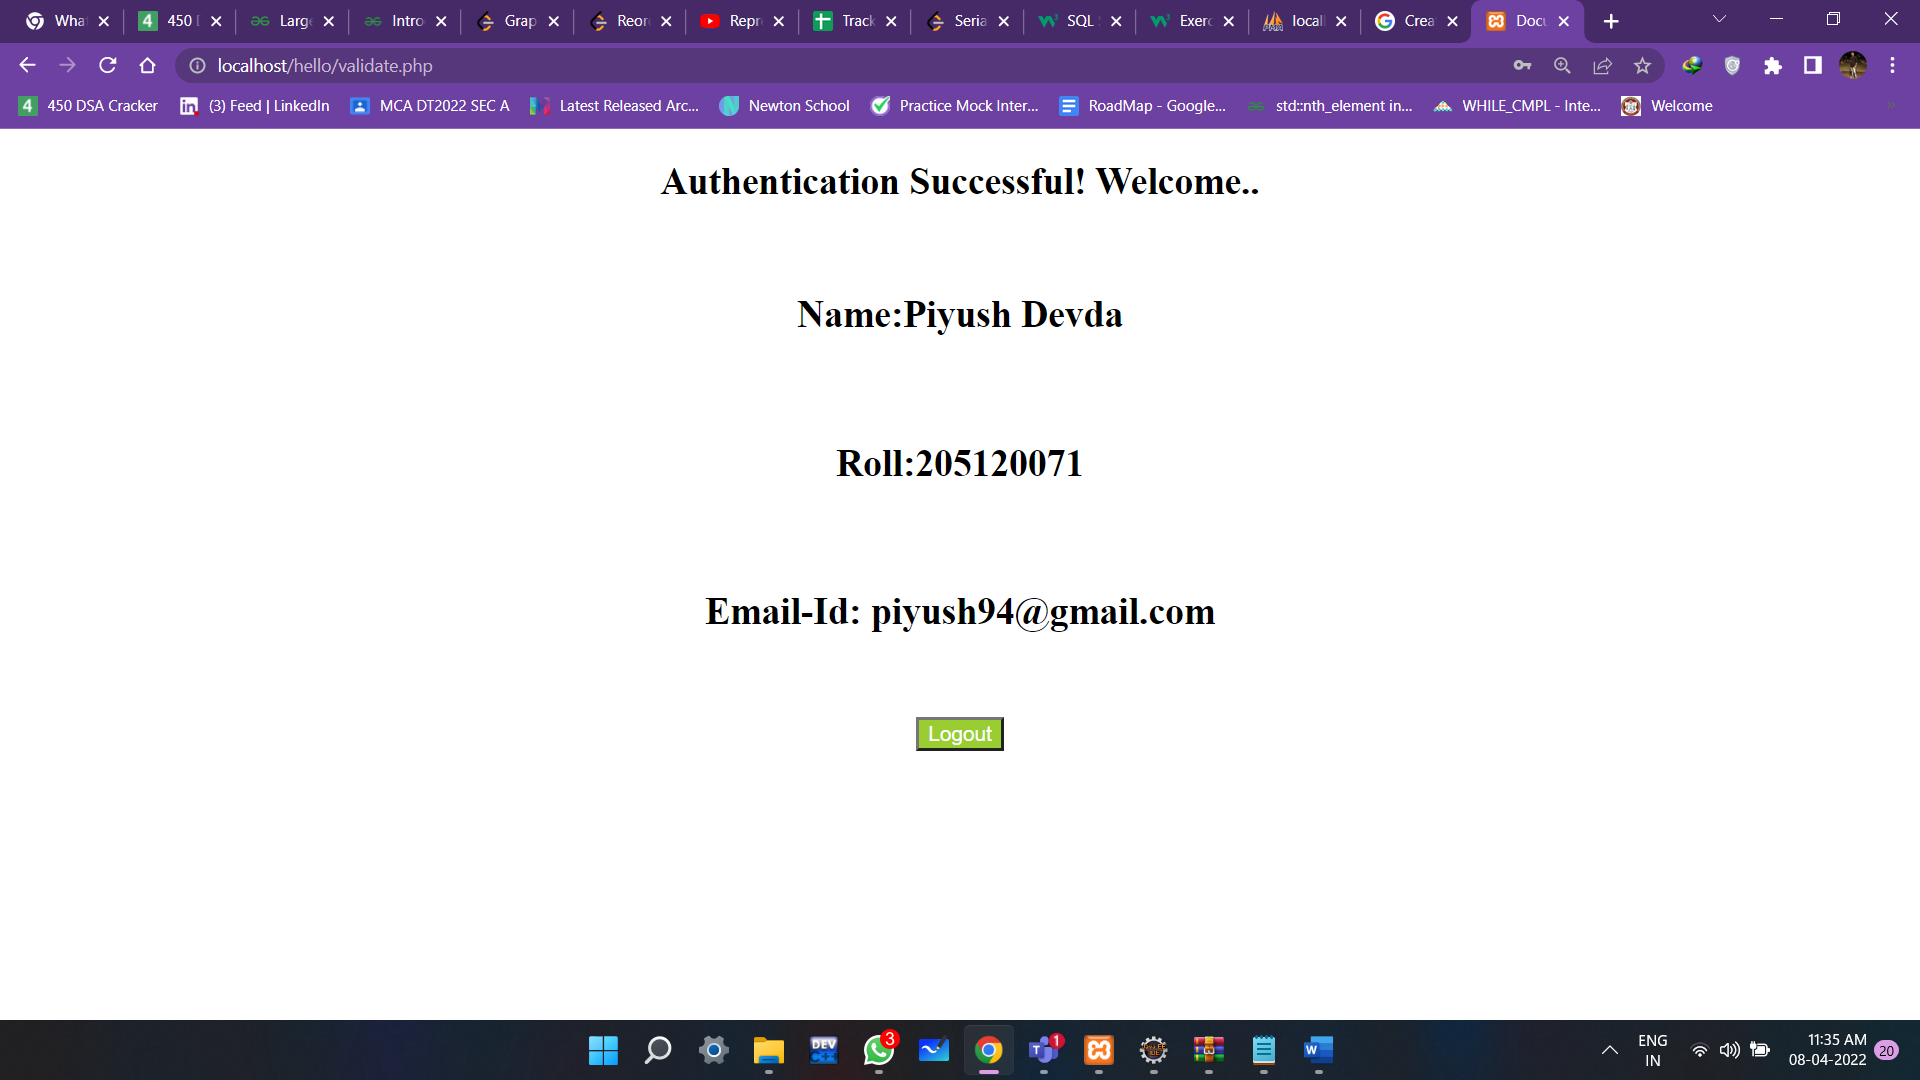 What
450 D
Large
Intro
Grap
Reor
Repr
Track
Seria
SQL
Exerc
locall
Crea
Docu
localhost/hello/validate.php
4 450 DSA Cracker
in (3) Feed | LinkedIn
MCA DT2022 SEC A
Latest Released Arc...
Newton School
Practice Mock Inter...
RoadMap - Google...
std::nth_element in...
WHILE_CMPL - Inte...
Welcome
Authentication Successful! Welcome..
Name:Piyush Devda
Roll:205120071
Email-Id: piyush94@gmail.com
Logout
DEV
C++
3
1
ENG
IN
11:35 AM
08-04-2022
20